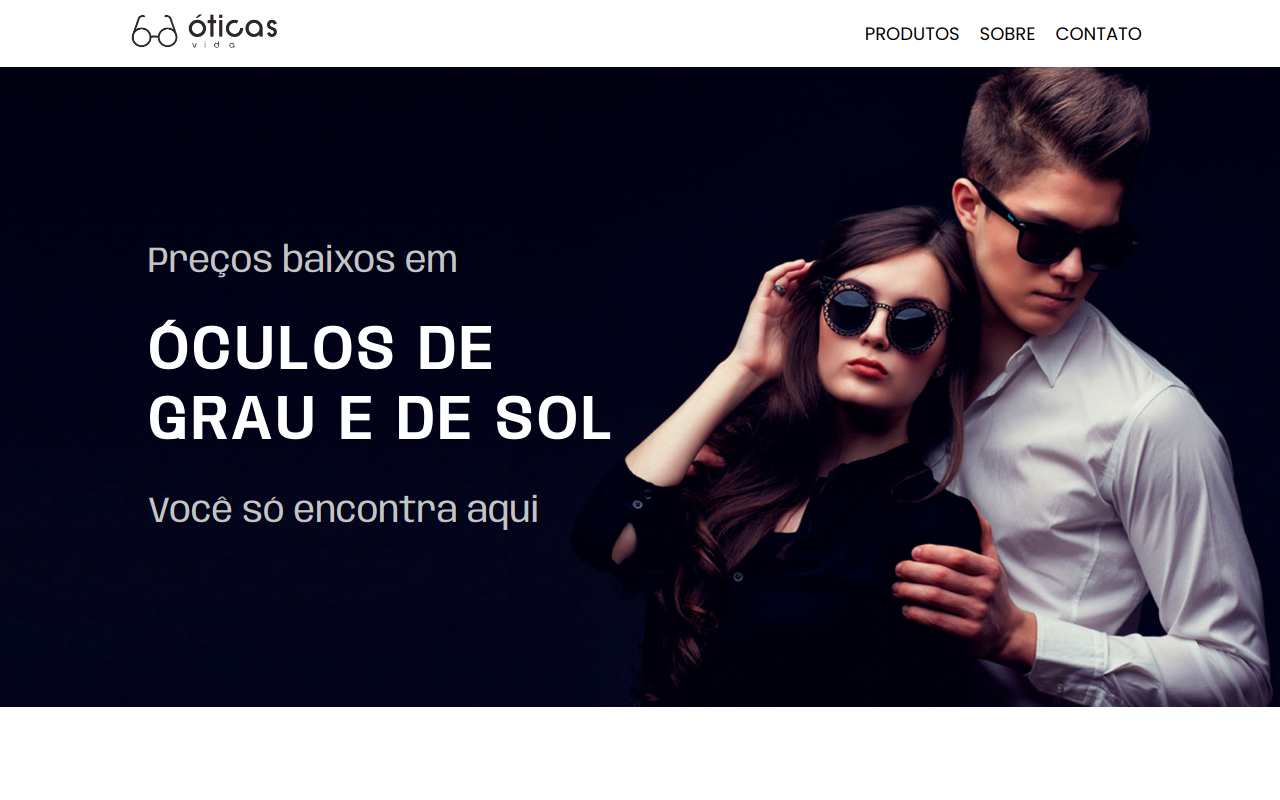 óticas
vida
PRODUTOS SOBRE CONTATO
Preços baixos em
ÓCULOS DE
GRAU E DE SOL
Você só encontra aqui